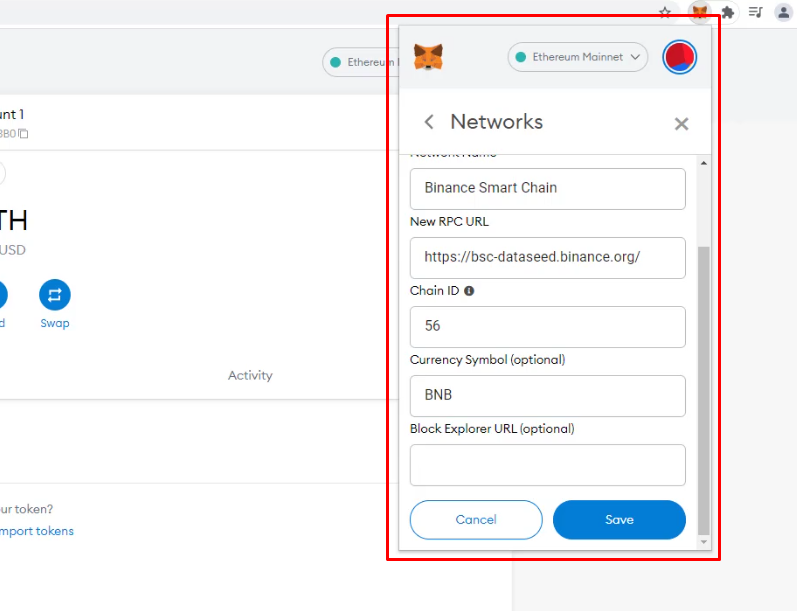 Ethereum
Ethereum Mainnet
unt 1
3B0
Networks
Network Name
Binance Smart Chain
TH
New RPC URL
USD
https://bsc-dataseed.binance.org/
Chain ID
Swap
56
Currency Symbol (optional)
Activity
BNB
Block Explorer URL (optional)
ur token?
mport tokens
Cancel
Save